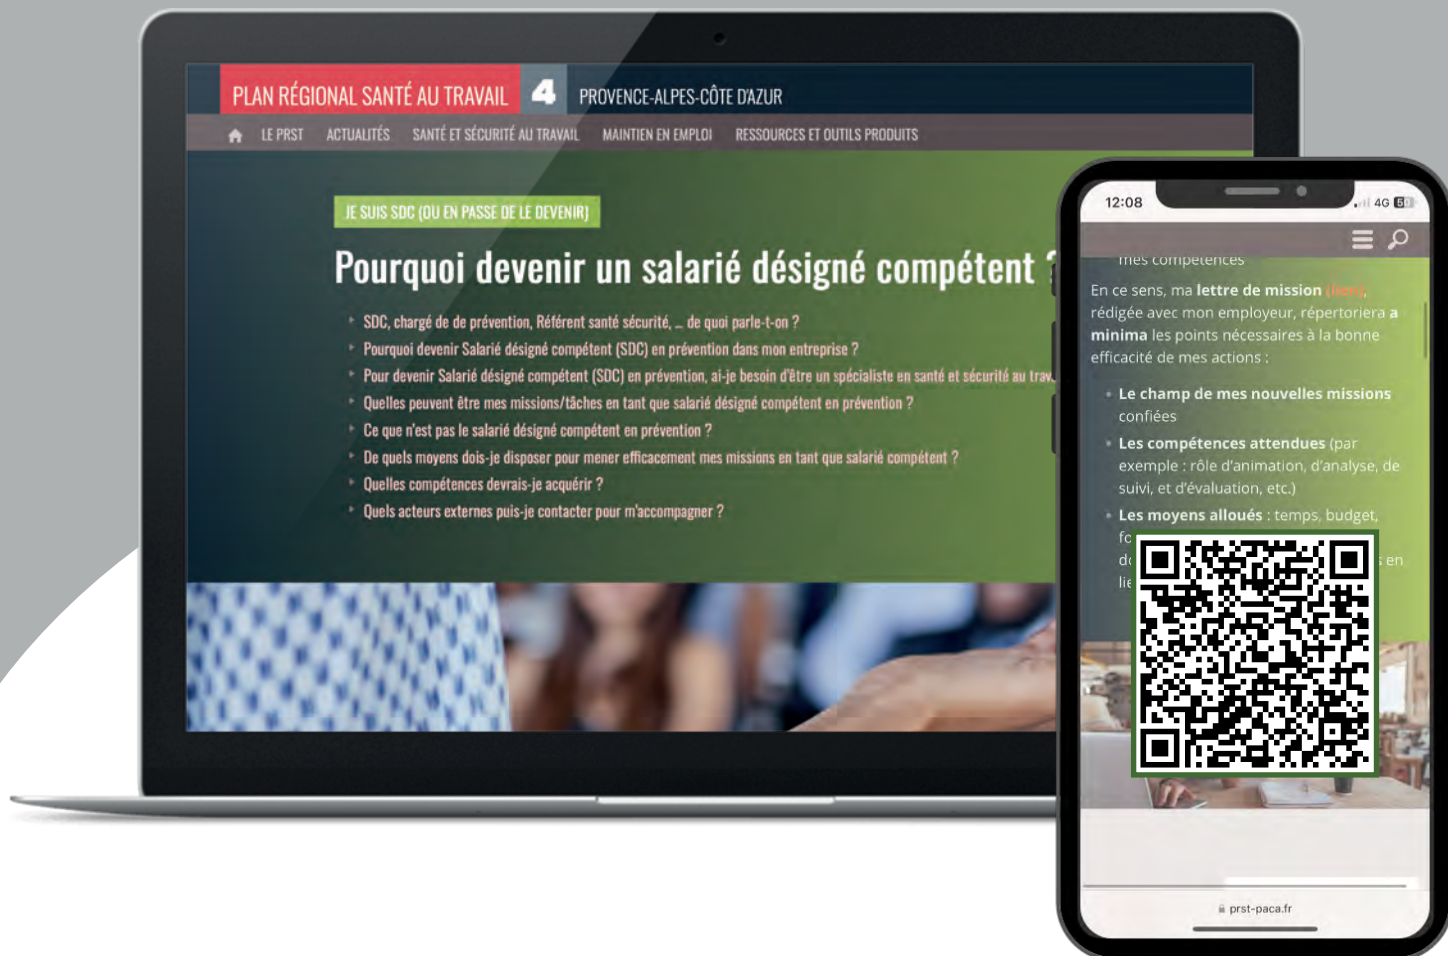 PLAN RÉGIONAL SANTÉ AU TRAVAIL 4 PROVENCE-ALPES-CÔTE D'AZUR
LE PRST ACTUALITÉS SANTÉ ET SÉCURITÉ AU TRAVAIL MAINTIEN EN EMPLOI RESSOURCES ET OUTILS PRODUITS
JE SUIS SDC (OU EN PASSE DE LE DEVENIR)
Pourquoi devenir un salarié désigné compétent ?
SDC, chargé de de prévention, Référent santé sécurité, ... de quoi parle-t-on ?
Pourquoi devenir Salarié désigné compétent (SDC) en prévention dans mon entreprise ?
Pour devenir Salarié désigné compétent (SDC) en prévention, ai-je besoin d'être un spécialiste en santé et sécurité au trav
Quelles peuvent être mes missions/tâches en tant que salarié désigné compétent en prévention ?
Ce que n'est pas le salarié désigné compétent en prévention ?
De quels moyens dois-je disposer pour mener efficacement mes missions en tant que salarié compétent ?
Quelles compétences devrais-je acquérir ?
Quels acteurs externes puis-je contacter pour m'accompagner ?
12:08 4G
mes compétences
En ce sens, ma lettre de mission (lien),
rédigée avec mon employeur, répertoriera a
minima les points nécessaires à la bonne
efficacité de mes actions :
Le champ de mes nouvelles missions
confiées
Les compétences attendues (par
exemple : rôle d'animation, d'analyse, de
suivi, et d'évaluation, etc.)
Les moyens alloués : temps, budget,
en
prst-paca.fr